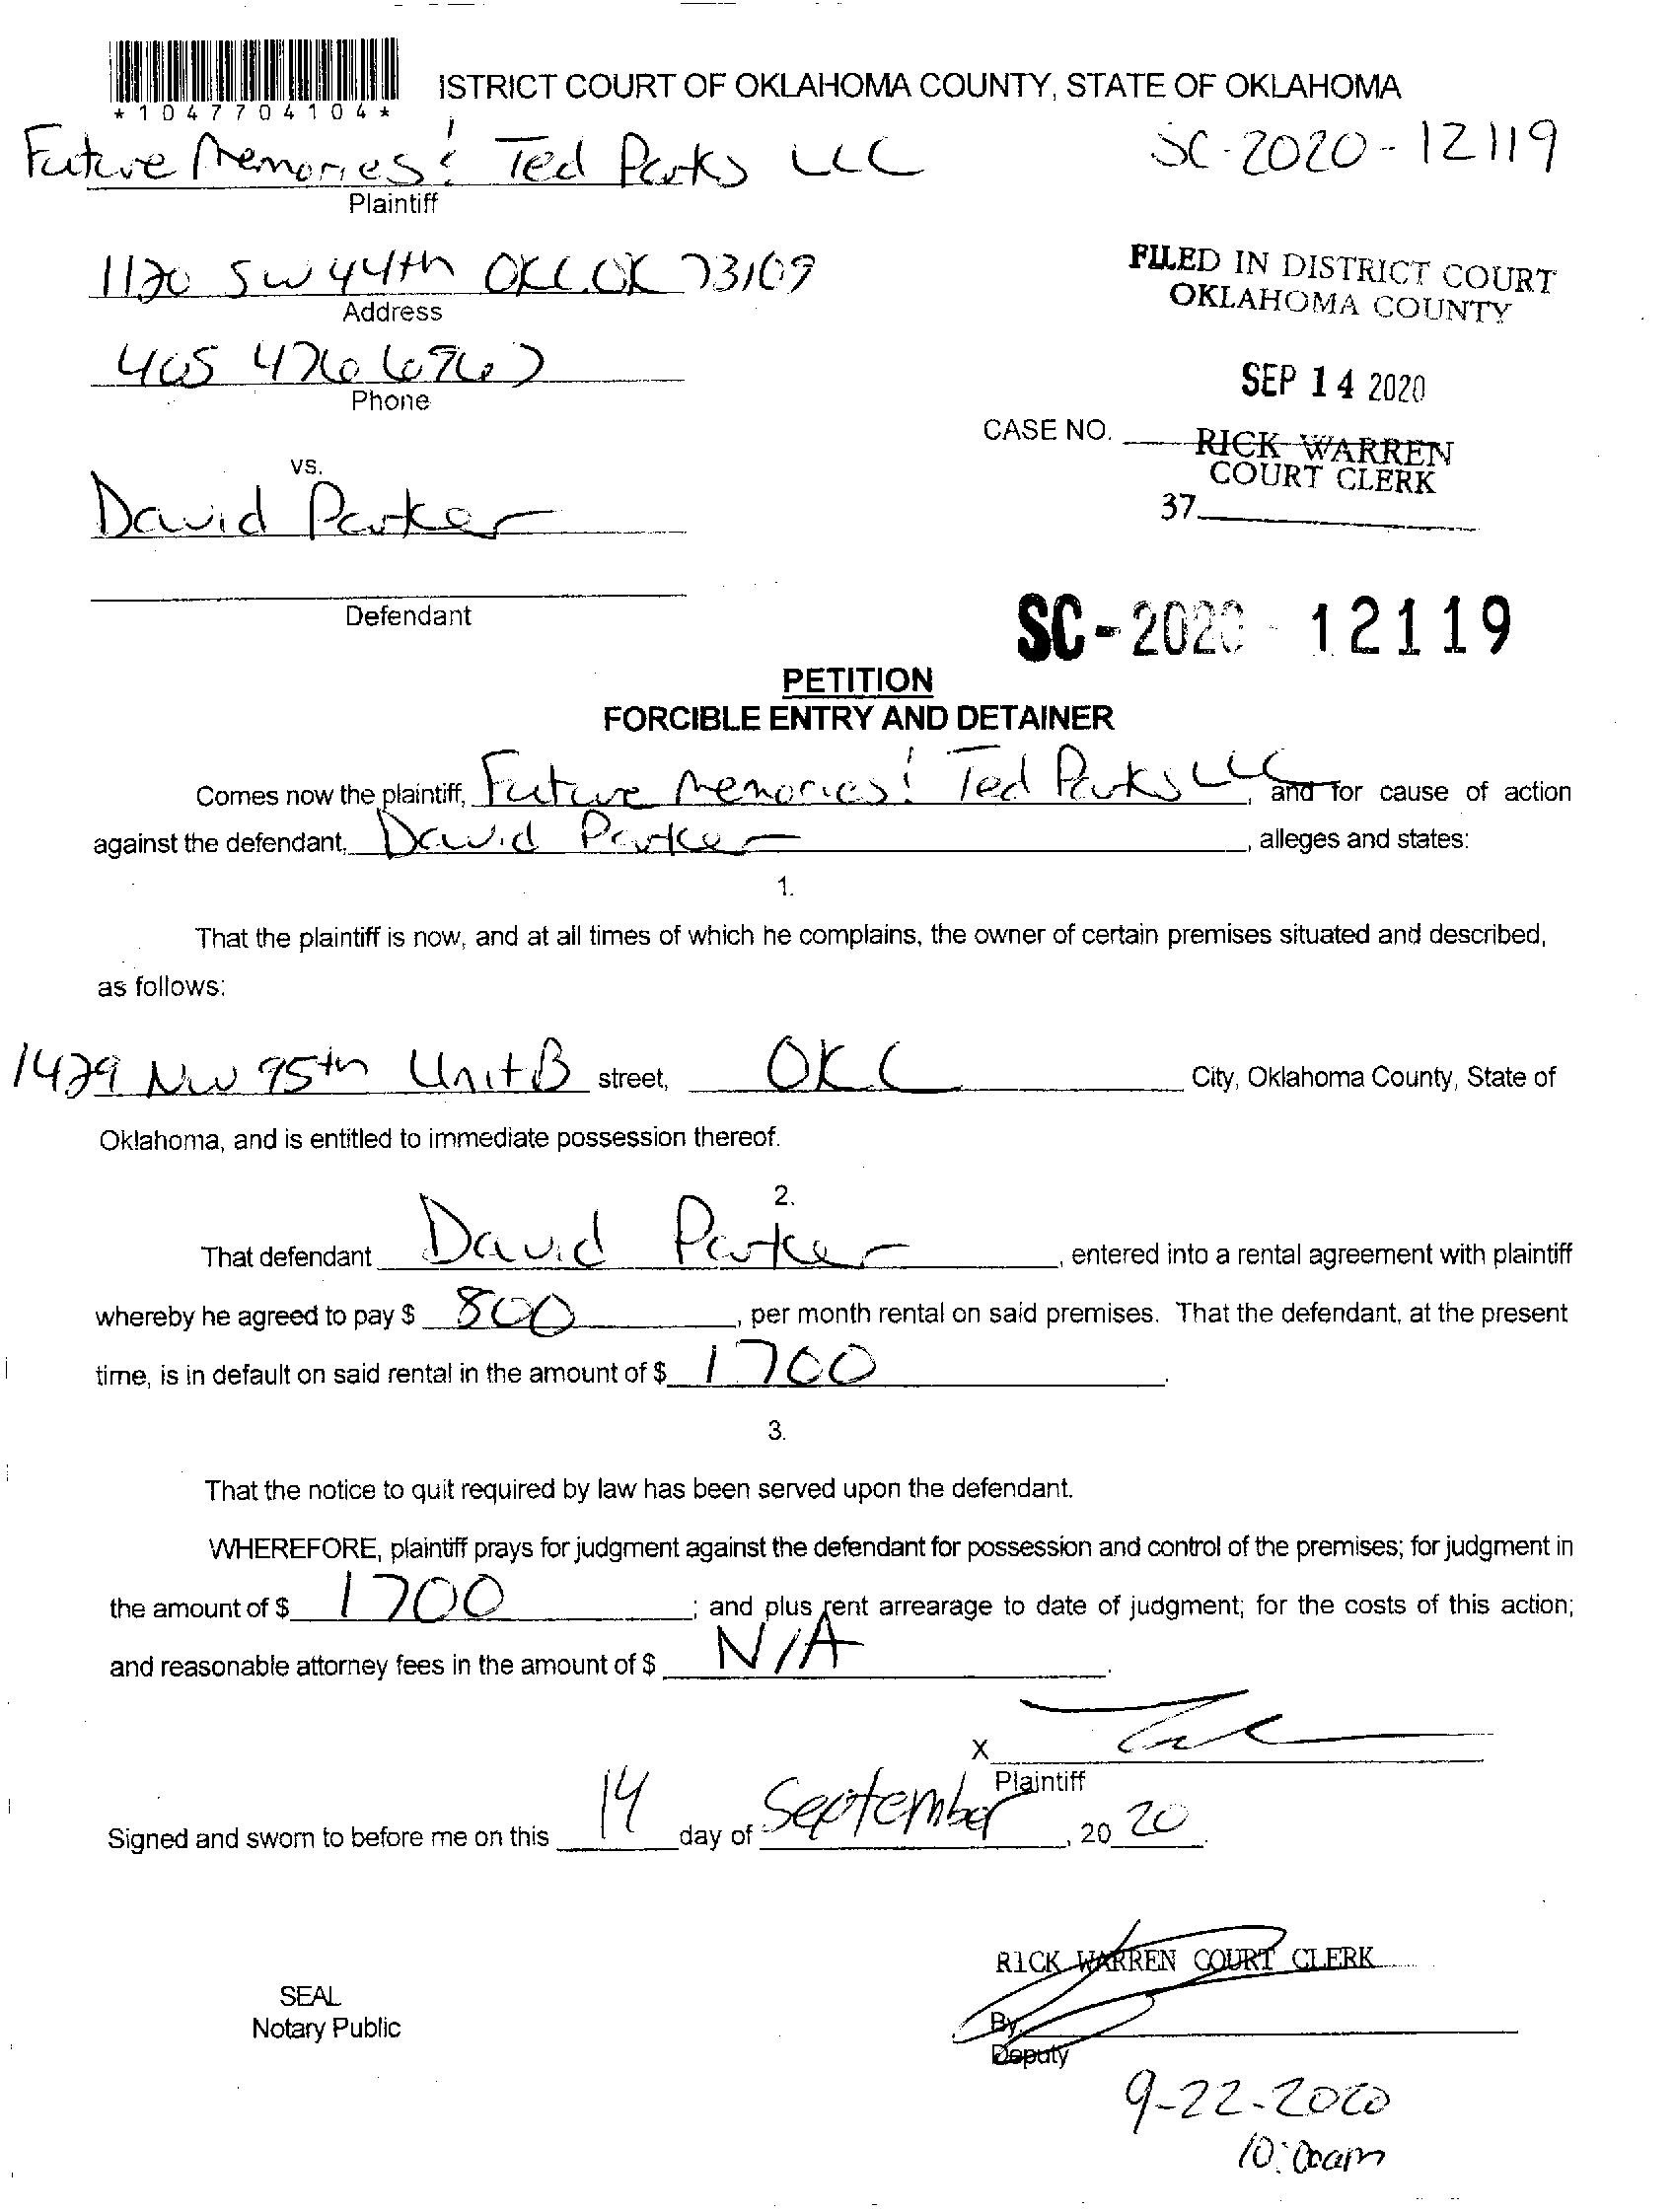 *1047704104*
ISTRICT COURT OF OKLAHOMA COUNTY, STATE OF OKLAHOMA
Future Memories & Ted Parks LLC
SC-2020-12119
Plaintiff
1120 SW 44th OKC OK 73109
Address
FILED IN DISTRICT COURT
OKLAHOMA COUNTY
405
Phone
SEP 14 2020
CASE NO.
RICK WARREN
COURT CLERK
37
vs.
David Parker
Defendant
SC-2020-12119
PETITION
FORCIBLE ENTRY AND DETAINER
Comes now the plaintiff, Future Memories & Ted Parks LLC, and for cause of action
against the defendant, David Parker, alleges and states:
1.
That the plaintiff is now, and at all times of which he complains, the owner of certain premises situated and described,
as follows:
1429 NW 95th Unit B street, OKC City, Oklahoma County, State of
Oklahoma, and is entitled to immediate possession thereof.
2.
That defendant David Parker, entered into a rental agreement with plaintiff
whereby he agreed to pay $ 800, per month rental on said premises. That the defendant, at the present
time, is in default on said rental in the amount of $ 1700.
3.
That the notice to quit required by law has been served upon the defendant.
WHEREFORE, plaintiff prays for judgment against the defendant for possession and control of the premises; for judgment in
the amount of $ 1700; and plus rent arrearage to date of judgment; for the costs of this action;
and reasonable attorney fees in the amount of $ N/A.
X
Plaintiff
Signed and sworn to before me on this 14 day of September, 2020.
RICK WARREN COURT CLERK
SEAL
Notary Public
By
Deputy
9-22-2020
10:00am